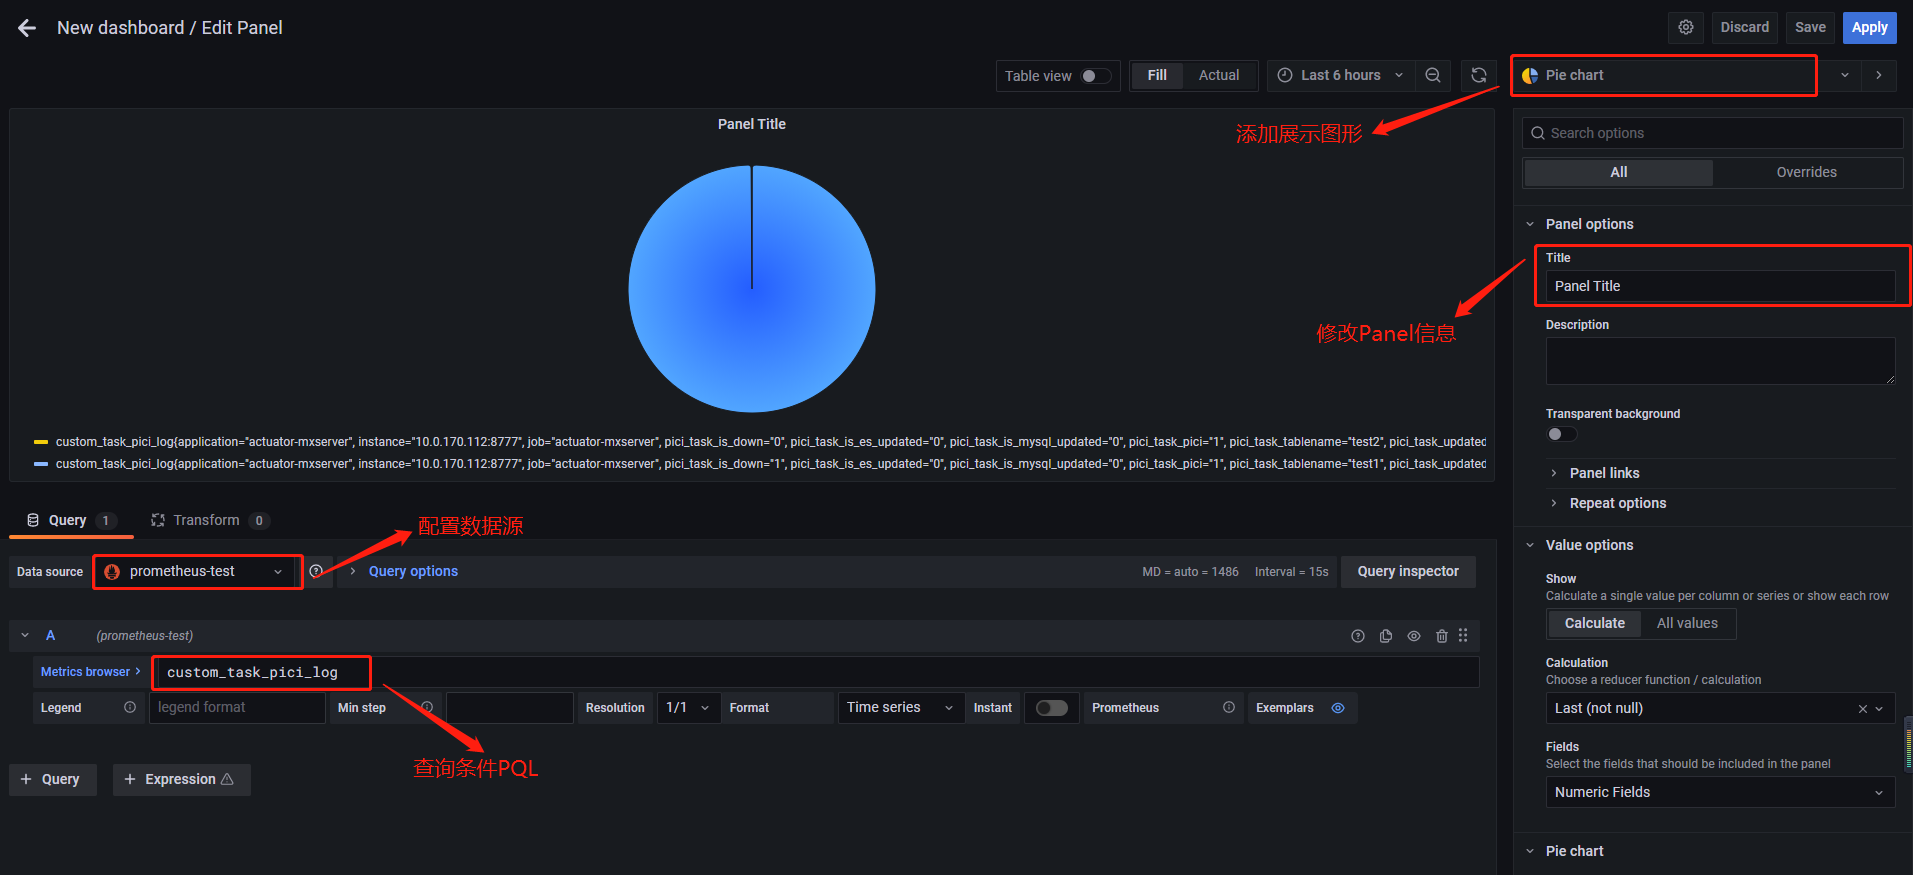 New dashboard / Edit Panel
Discard
Save
Apply
Table view
Fill
Actual
Last 6 hours
Pie chart
添加展示图形
Panel Title
Search options
All
Overrides
Panel options
Title
Panel Title
修改Panel信息
Description
Transparent background
Panel links
Repeat options
custom_task_pici_log{application="actuator-mxserver", instance="10.0.170.112:8777", job="actuator-mxserver", pici_task_is_down="0", pici_task_is_es_updated="0", pici_task_is_mysql_updated="0", pici_task_pici="1", pici_task_tablename="test2", pici_task_updated
custom_task_pici_log{application="actuator-mxserver", instance="10.0.170.112:8777", job="actuator-mxserver", pici_task_is_down="1", pici_task_is_es_updated="0", pici_task_is_mysql_updated="0", pici_task_pici="1", pici_task_tablename="test1", pici_task_updated
Query 1
Transform 0
配置数据源
Data source
prometheus-test
Query options
MD = auto = 1486
Interval = 15s
Query inspector
A
(prometheus-test)
Metrics browser
custom_task_pici_log
Legend
legend format
Min step
Resolution
1/1
Format
Time series
Instant
Prometheus
Exemplars
查询条件PQL
+ Query
+ Expression
Value options
Show
Calculate a single value per column or series or show each row
Calculate
All values
Calculation
Choose a reducer function / calculation
Last (not null)
Fields
Select the fields that should be included in the panel
Numeric Fields
Pie chart